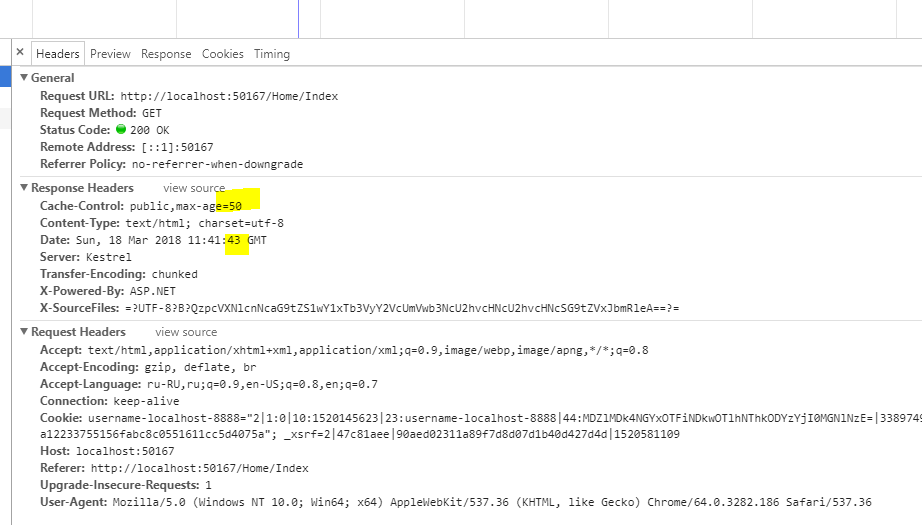 × Headers Preview Response Cookies Timing
▼ General
Request URL: http://localhost:50167/Home/Index
Request Method: GET
Status Code: 200 OK
Remote Address: [::1]:50167
Referrer Policy: no-referrer-when-downgrade
▼ Response Headers view source
Cache-Control: public,max-age=50
Content-Type: text/html; charset=utf-8
Date: Sun, 18 Mar 2018 11:41:43 GMT
Server: Kestrel
Transfer-Encoding: chunked
X-Powered-By: ASP.NET
X-SourceFiles: =?UTF-8?B?QzpcVXNlcnNcaG9tZS1wY1xTb3VyY2VcUmVwb3NcU2hvcHNcU2hvcHNcSG9tZVxJbmRleA==?=
▼ Request Headers view source
Accept: text/html,application/xhtml+xml,application/xml;q=0.9,image/webp,image/apng,*/*;q=0.8
Accept-Encoding: gzip, deflate, br
Accept-Language: ru-RU,ru;q=0.9,en-US;q=0.8,en;q=0.7
Connection: keep-alive
Cookie: username-localhost-8888="2|1:0|10:1520145623|23:username-localhost-8888|44:MDZlMDk4NGYxOTFiNDkwOTlhNThkODYzYjI0MGNlNzE=|3389749
a12233755156fabc8c0551611cc5d4075a"; _xsrf=2|47c81aee|90aed02311a89f7d8d07d1b40d427d4d|1520581109
Host: localhost:50167
Referer: http://localhost:50167/Home/Index
Upgrade-Insecure-Requests: 1
User-Agent: Mozilla/5.0 (Windows NT 10.0; Win64; x64) AppleWebKit/537.36 (KHTML, like Gecko) Chrome/64.0.3282.186 Safari/537.36